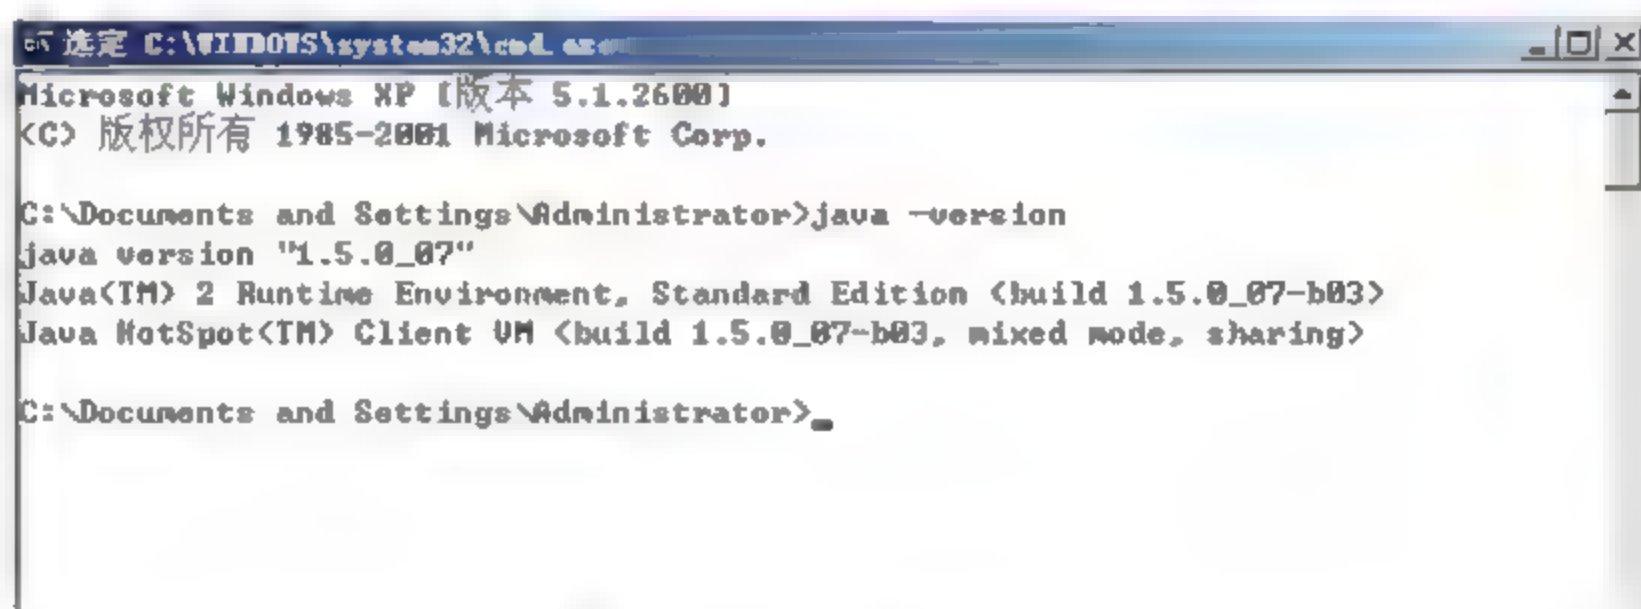 选定 C:\WINDOWS\system32\cmd.exe
Microsoft Windows XP [版本 5.1.2600]
(C) 版权所有 1985-2001 Microsoft Corp.
C:\Documents and Settings\Administrator>java -version
java version "1.5.0_07"
Java(TM) 2 Runtime Environment, Standard Edition (build 1.5.0_07-b03)
Java HotSpot(TM) Client VM (build 1.5.0_07-b03, mixed mode, sharing)
C:\Documents and Settings\Administrator>_